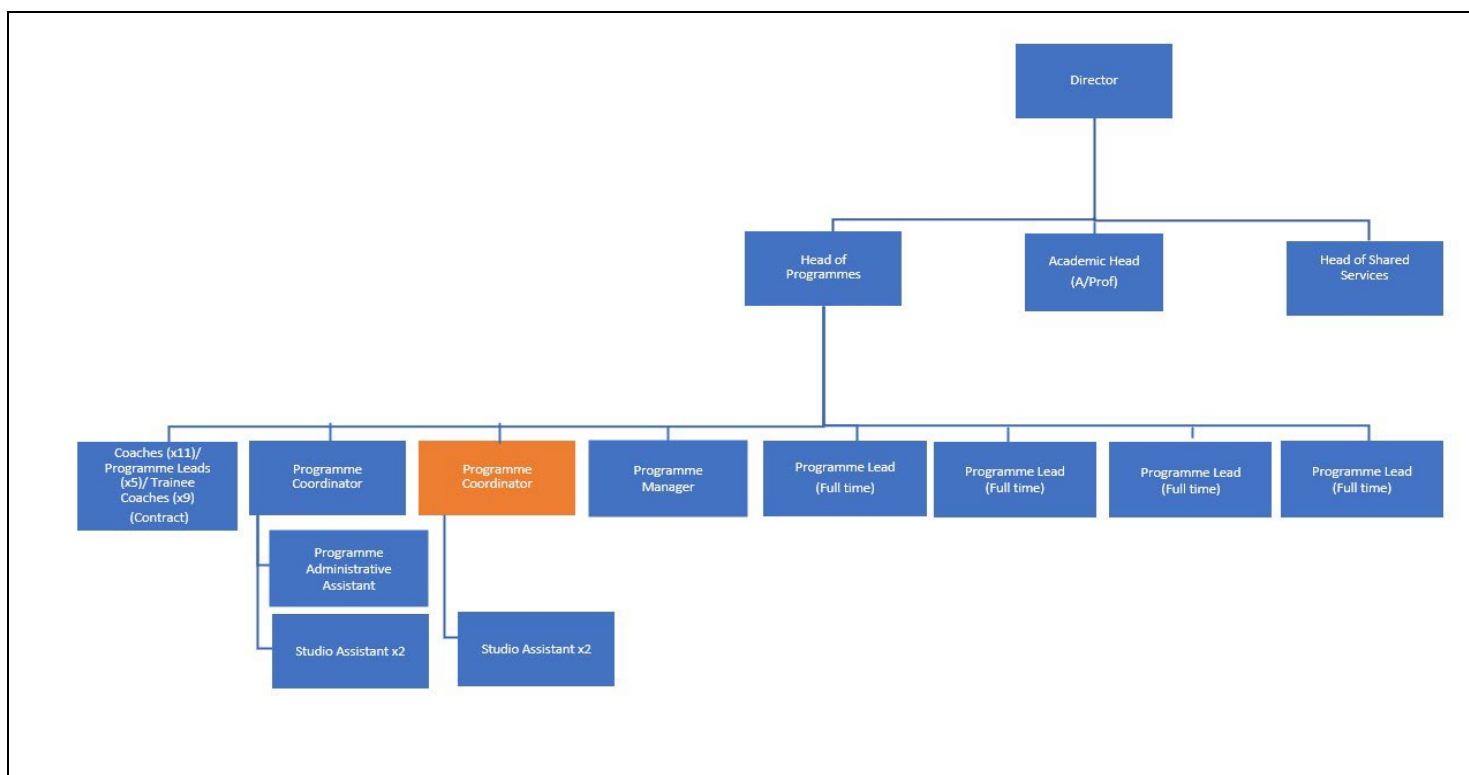 Director
Head of
Programmes
Academic Head
(A/Prof)
Head of Shared
Services
Coaches (x11)/
Programme Leads
(x5)/ Trainee
Coaches (x9)
(Contract)
Programme
Coordinator
Programme
Coordinator
Programme
Manager
Programme Lead
(Full time)
Programme Lead
(Full time)
Programme Lead
(Full time)
Programme Lead
(Full time)
Programme
Administrative
Assistant
Studio Assistant x2
Studio Assistant x2